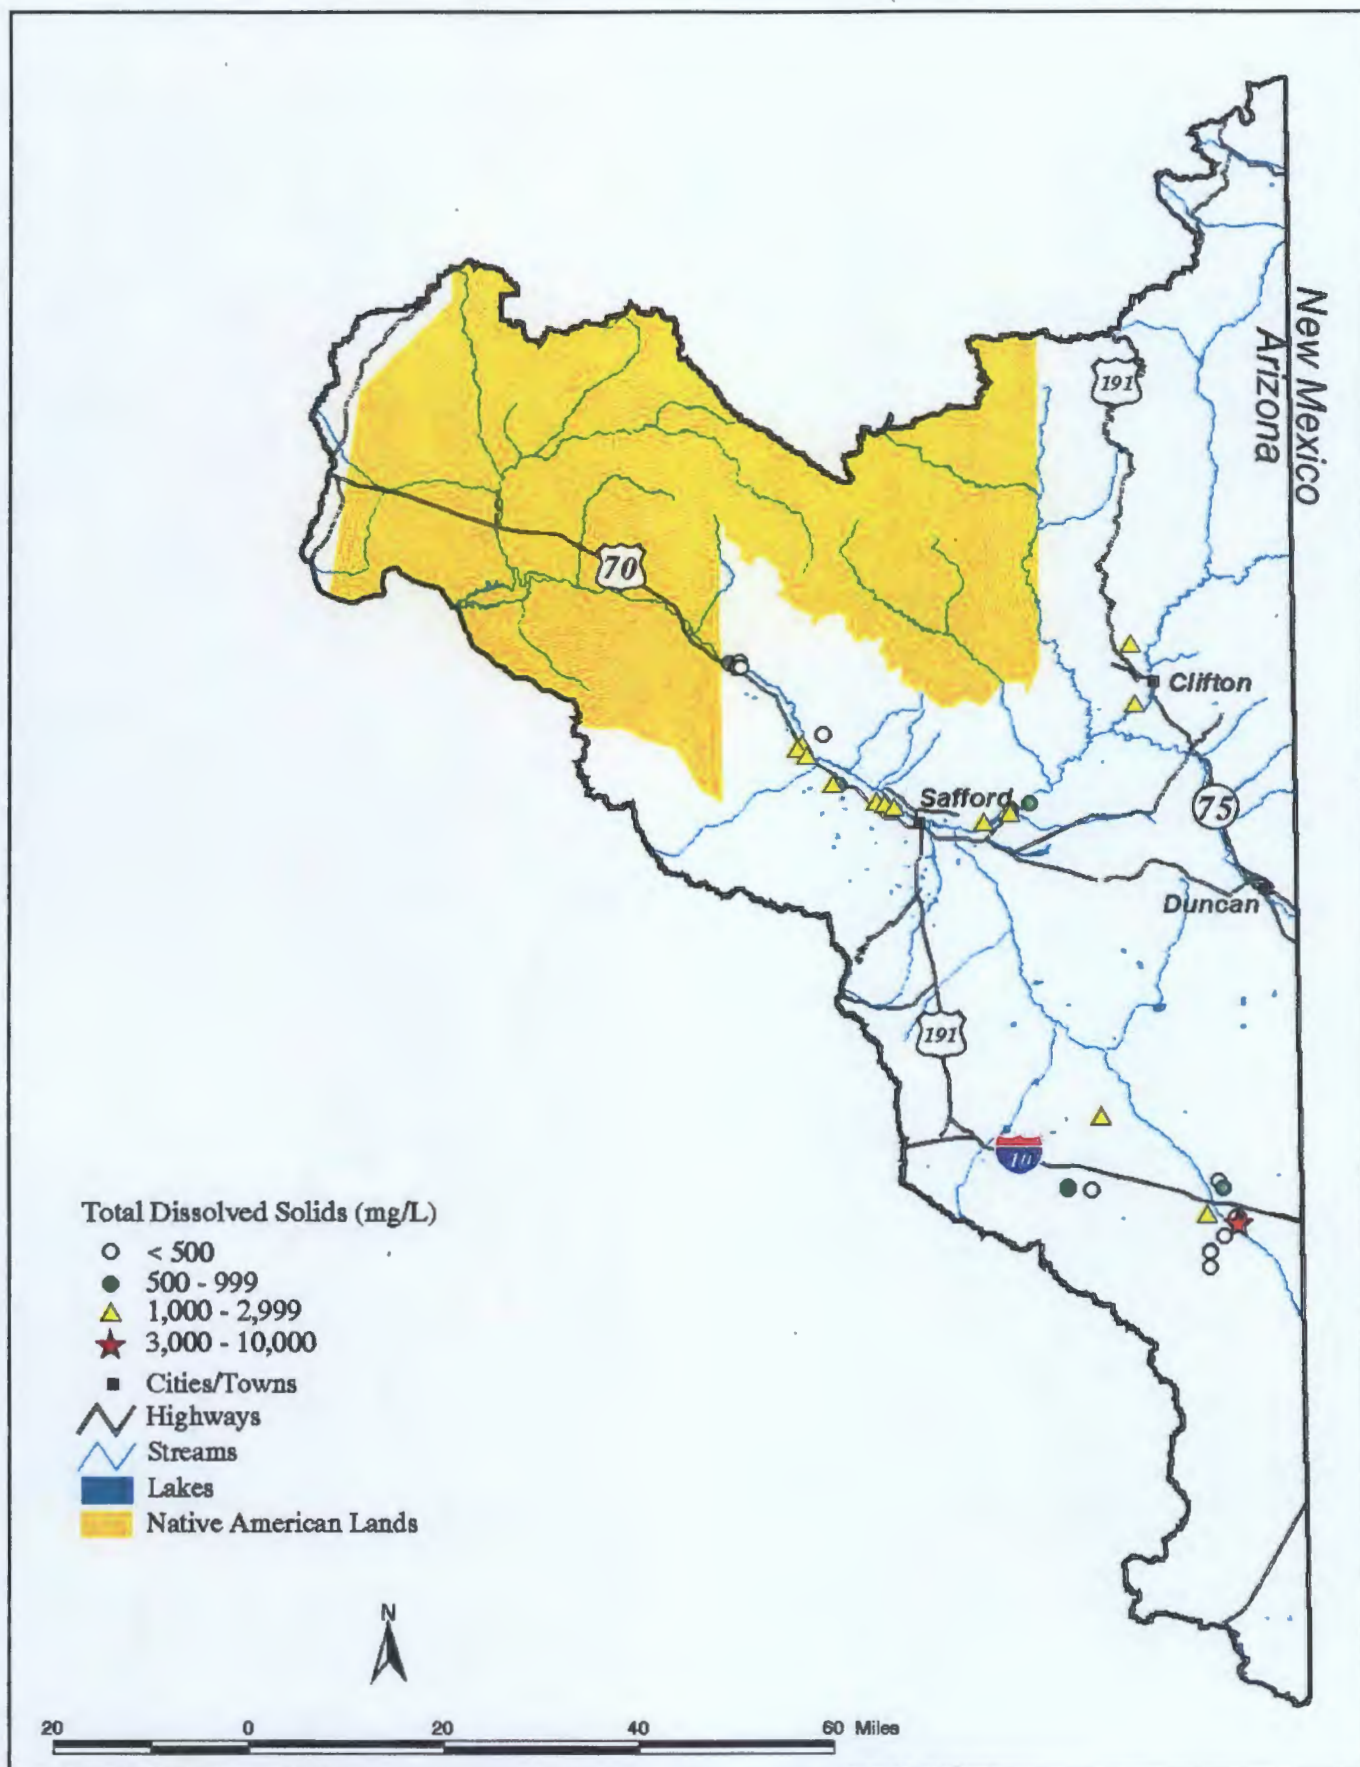 New Mexico
Arizona
191
70
Clifton
Safford
75
Duncan
191
10
Total Dissolved Solids (mg/L)
< 500
500 - 999
1,000 - 2,999
3,000 - 10,000
Cities/Towns
Highways
Streams
Lakes
Native American Lands
N
20 0 20 40 60 Miles